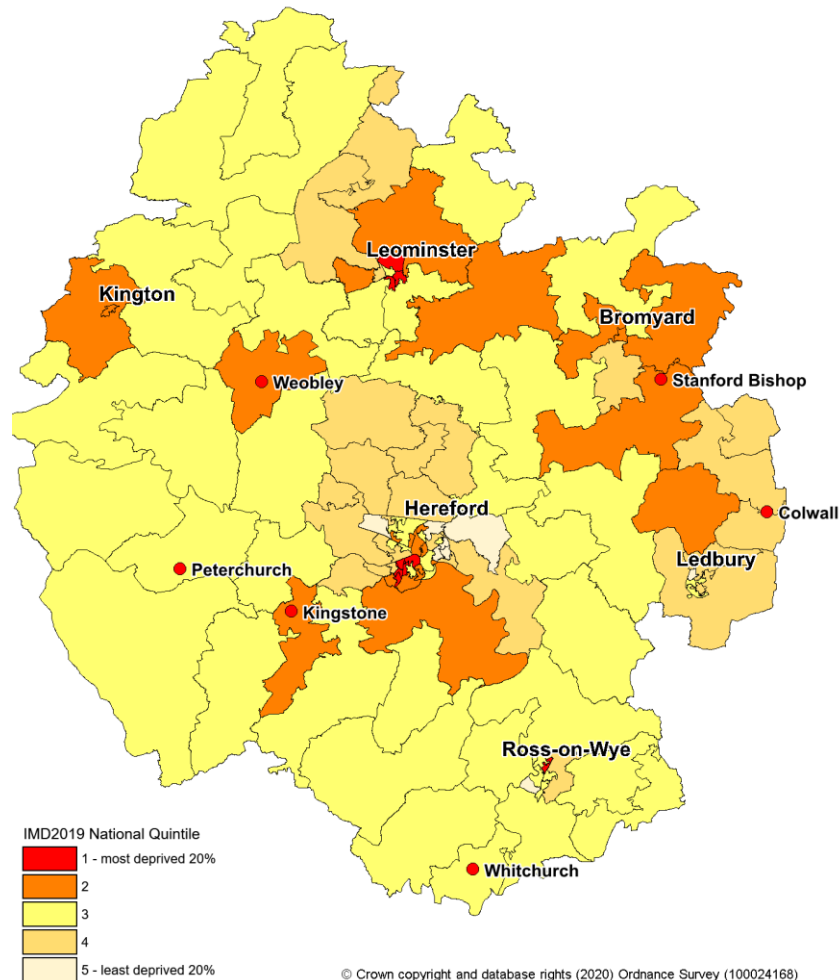 Leominster
Kington
Bromyard
Weobley
Stanford Bishop
Hereford
Colwall
Ledbury
Peterchurch
Kingstone
Ross-on-Wye
Whitchurch
IMD2019 National Quintile
1 - most deprived 20%
2
3
4
5 - least deprived 20%
© Crown copyright and database rights (2020) Ordnance Survey (100024168)